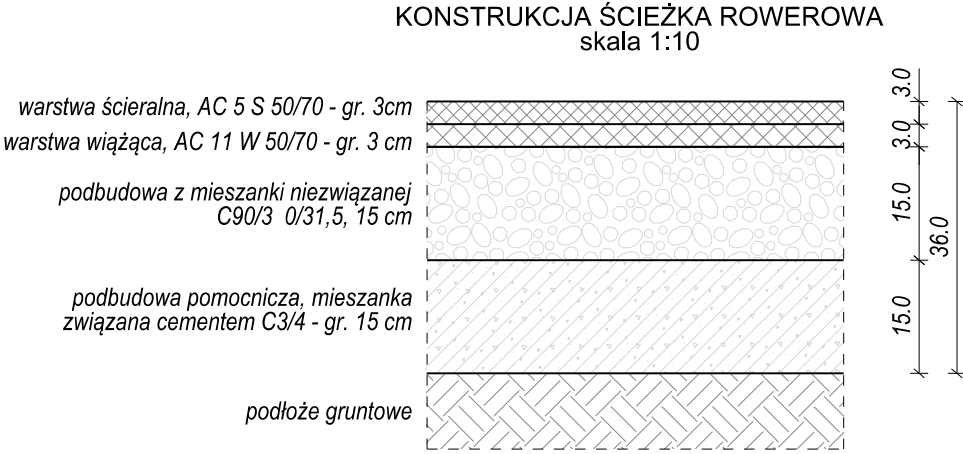 KONSTRUKCJA ŚCIEŻKA ROWEROWA
skala 1:10
warstwa ścieralna, AC 5 S 50/70 - gr. 3cm
warstwa wiążąca, AC 11 W 50/70 - gr. 3 cm
podbudowa z mieszanki niezwiązanej
C90/3 0/31,5, 15 cm
podbudowa pomocnicza, mieszanka
związana cementem C3/4 - gr. 15 cm
podłoże gruntowe
3.0
3.0
15.0
15.0
36.0